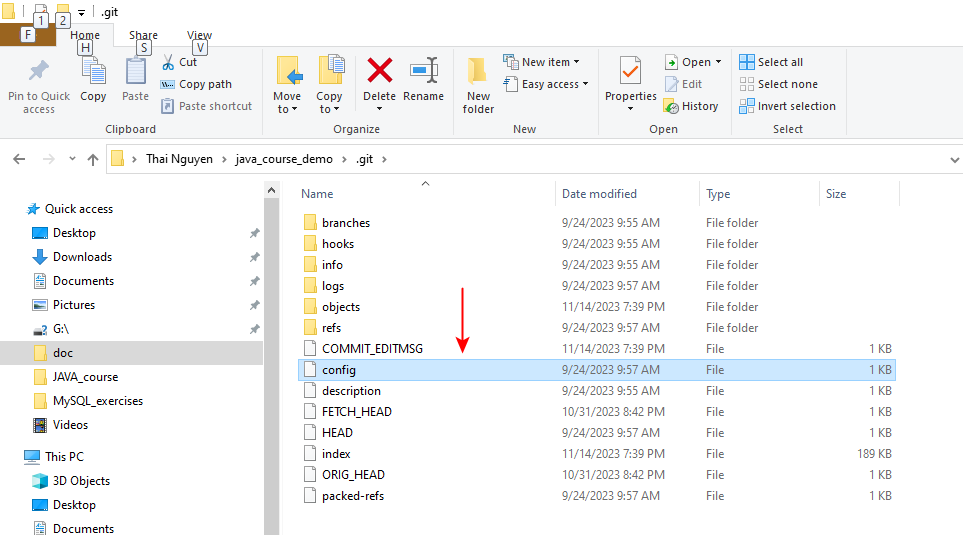 .git
1 2
F Home Share View
H S V
Pin to Quick access
Copy
Paste
Cut
Copy path
Paste shortcut
Clipboard
Move to
Copy to
Delete
Rename
Organize
New folder
New item
Easy access
New
Properties
Open
Edit
History
Open
Select all
Select none
Invert selection
Select
Thai Nguyen > java_course_demo > .git >
Quick access
Desktop
Downloads
Documents
Pictures
G:\
doc
JAVA_course
MySQL_exercises
Videos
This PC
3D Objects
Desktop
Documents
Name Date modified Type Size
branches 9/24/2023 9:55 AM File folder
hooks 9/24/2023 9:55 AM File folder
info 9/24/2023 9:55 AM File folder
logs 9/24/2023 9:57 AM File folder
objects 11/14/2023 7:39 PM File folder
refs 9/24/2023 9:57 AM File folder
COMMIT_EDITMSG 11/14/2023 7:39 PM File 1 KB
config 9/24/2023 9:57 AM File 1 KB
description 9/24/2023 9:55 AM File 1 KB
FETCH_HEAD 10/31/2023 8:42 PM File 1 KB
HEAD 9/24/2023 9:57 AM File 1 KB
index 11/14/2023 7:39 PM File 189 KB
ORIG_HEAD 10/31/2023 8:42 PM File 1 KB
packed-refs 9/24/2023 9:57 AM File 1 KB